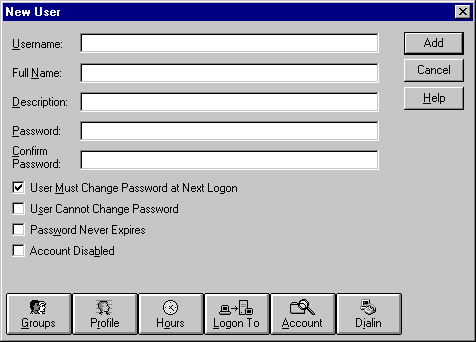 New User
Username:
Add
Full Name:
Cancel
Description:
Help
Password:
Confirm
Password:
User Must Change Password at Next Logon
User Cannot Change Password
Password Never Expires
Account Disabled
Groups
Profile
Hours
Logon To
Account
Dialin